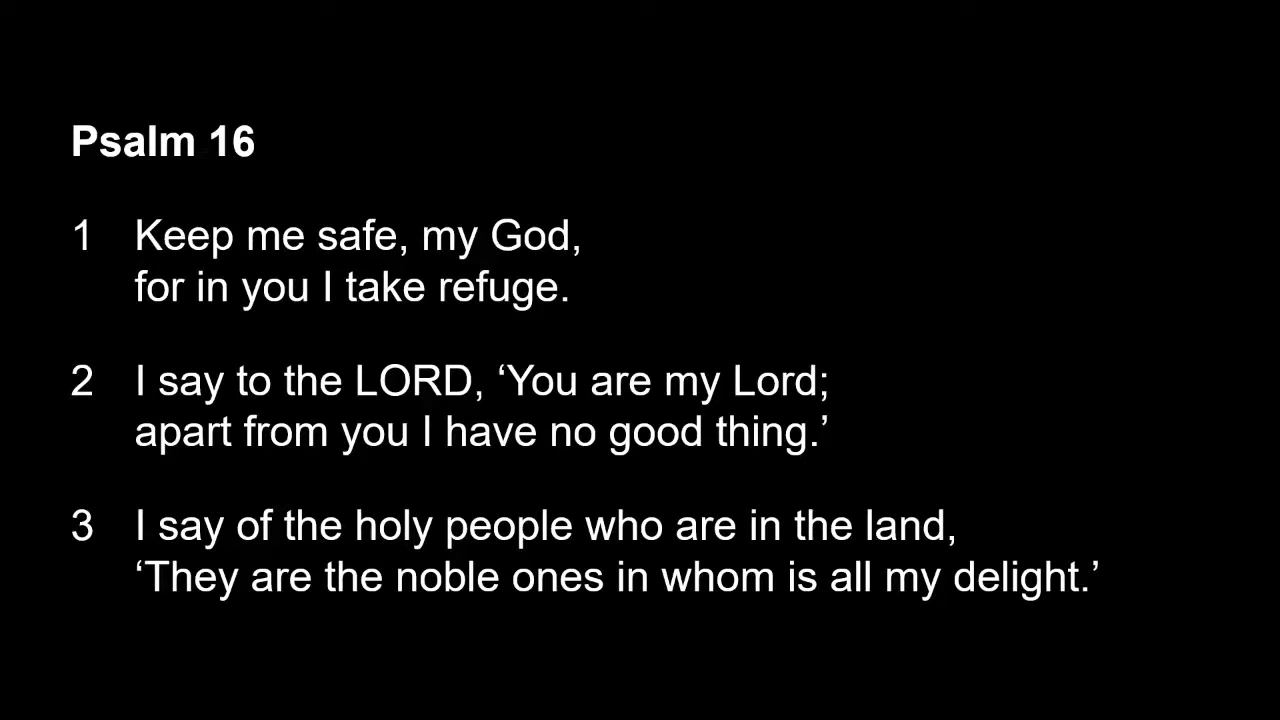 Psalm 16
1 Keep me safe, my God,
for in you I take refuge.
2 I say to the LORD, ‘You are my Lord;
apart from you I have no good thing.’
3 I say of the holy people who are in the land,
‘They are the noble ones in whom is all my delight.’